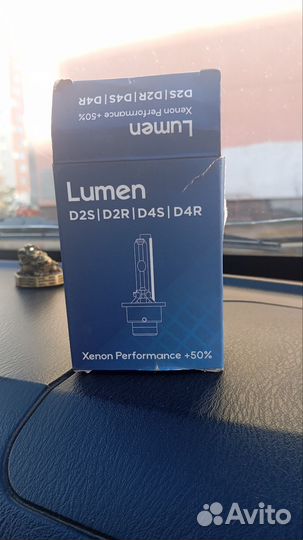 D2S|D2R|D4S|D4R
Xenon Performance +50%
Lumen
Lumen
D2S|D2R|D4S|D4R
Xenon Performance +50%
Avito